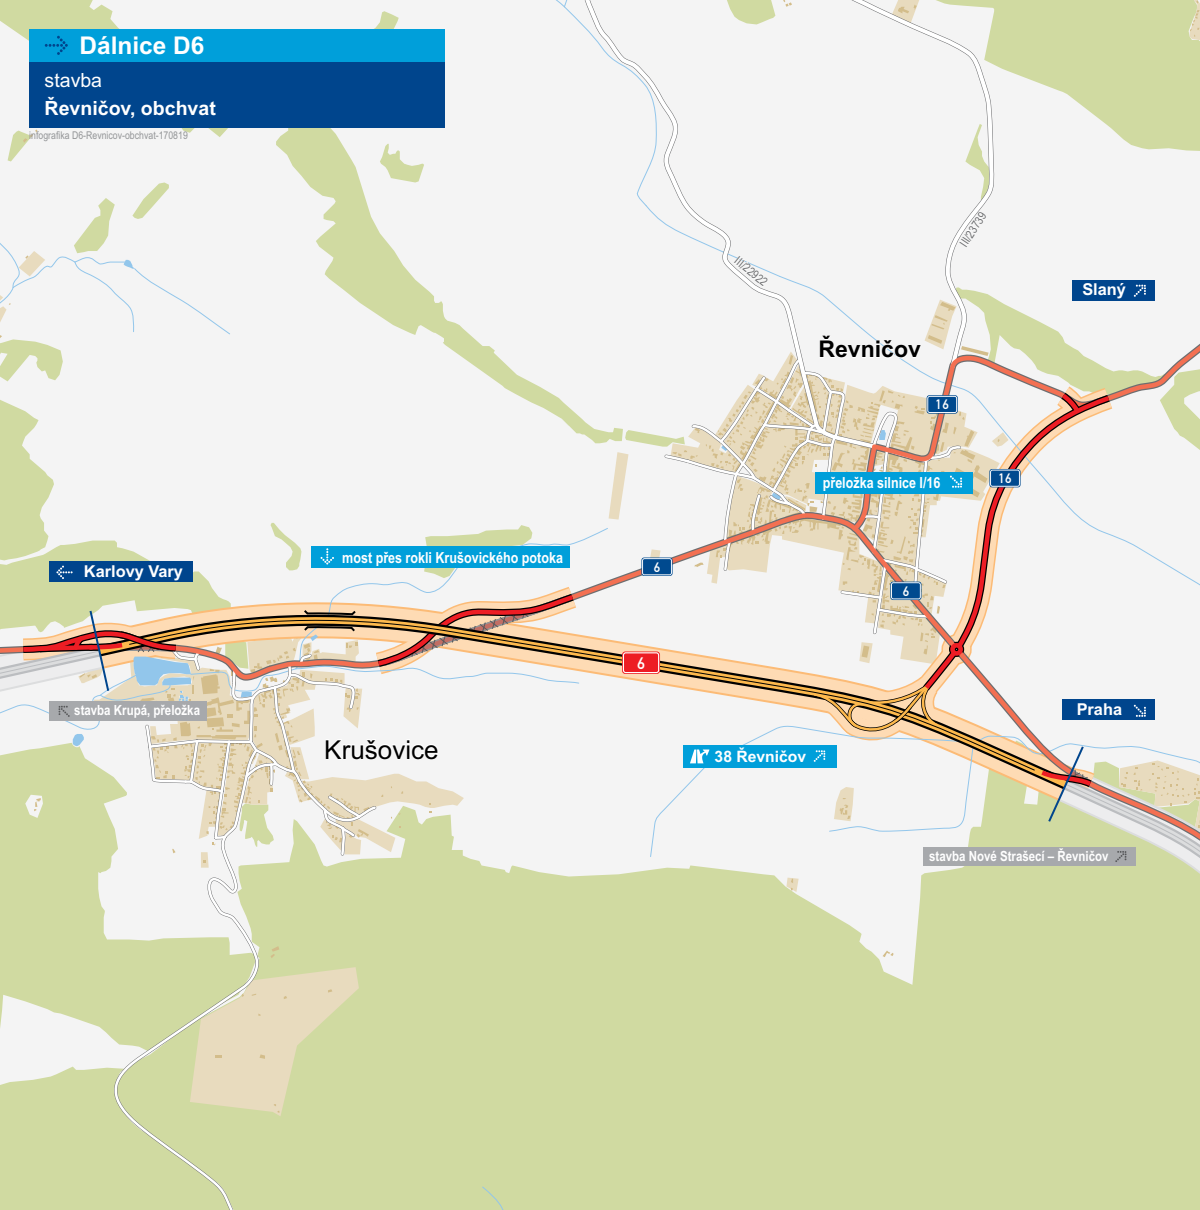 Dálnice D6
stavba
Řevničov, obchvat
infografika D6-Revnicov-obchvat-170819
III/23739
III/22922
Slaný
Řevničov
16
16
přeložka silnice I/16
most přes rokli Krušovického potoka
6
Karlovy Vary
6
6
stavba Krupá, přeložka
Praha
Krušovice
38 Řevničov
stavba Nové Strašecí – Řevničov